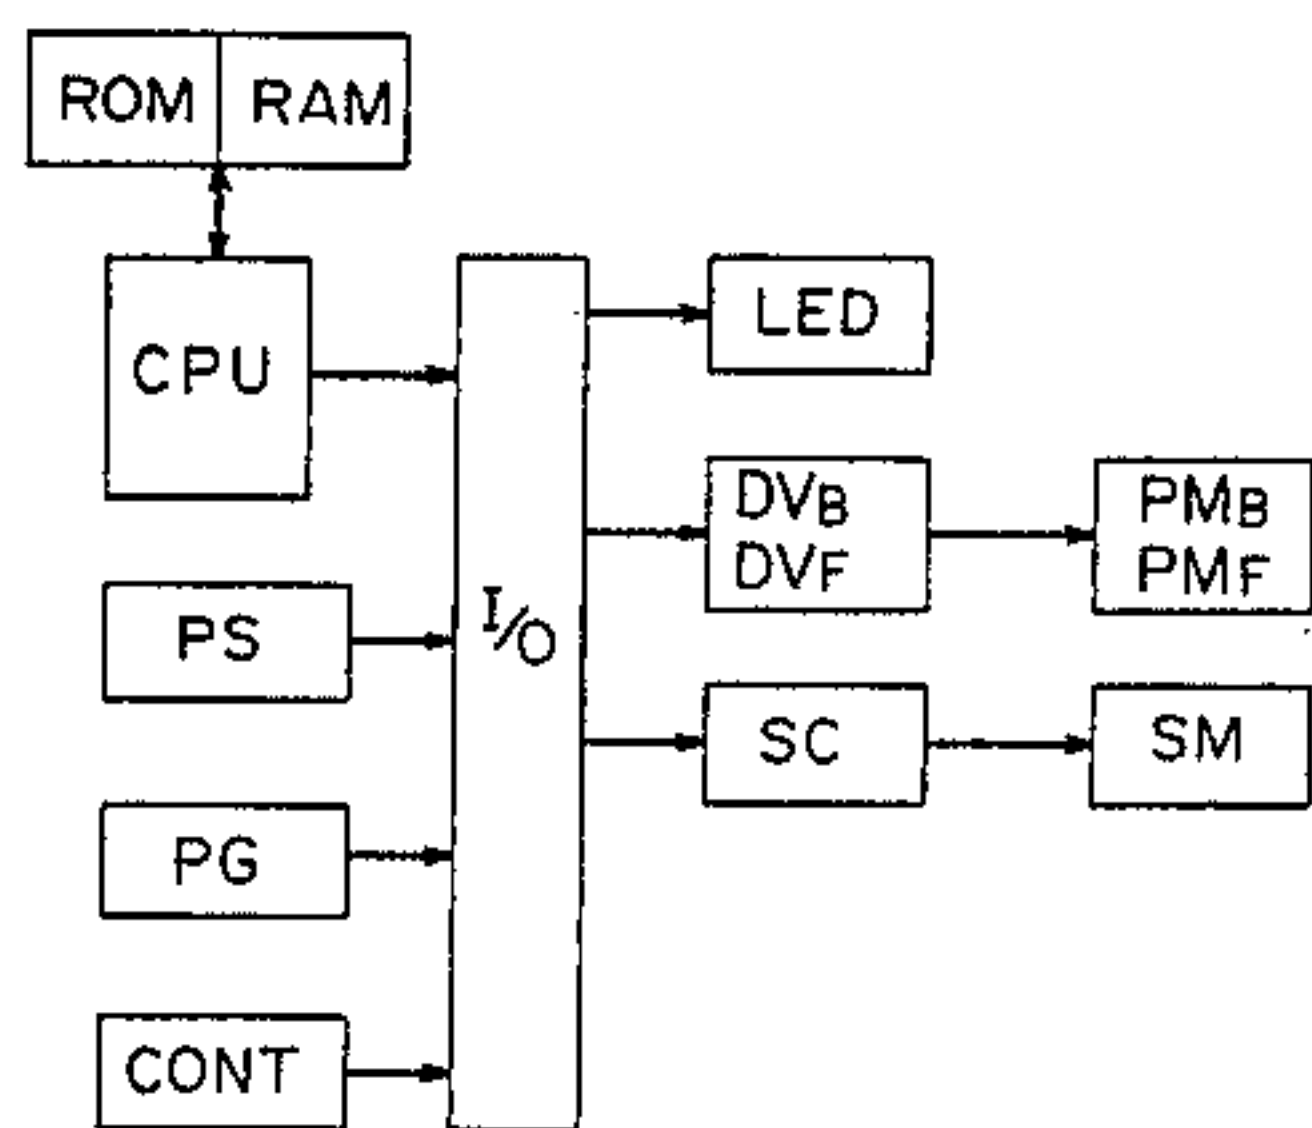 ROM RAM
CPU
LED
DVB
DVF
PMB
PMF
PS
I/O
SC
SM
PG
CONT